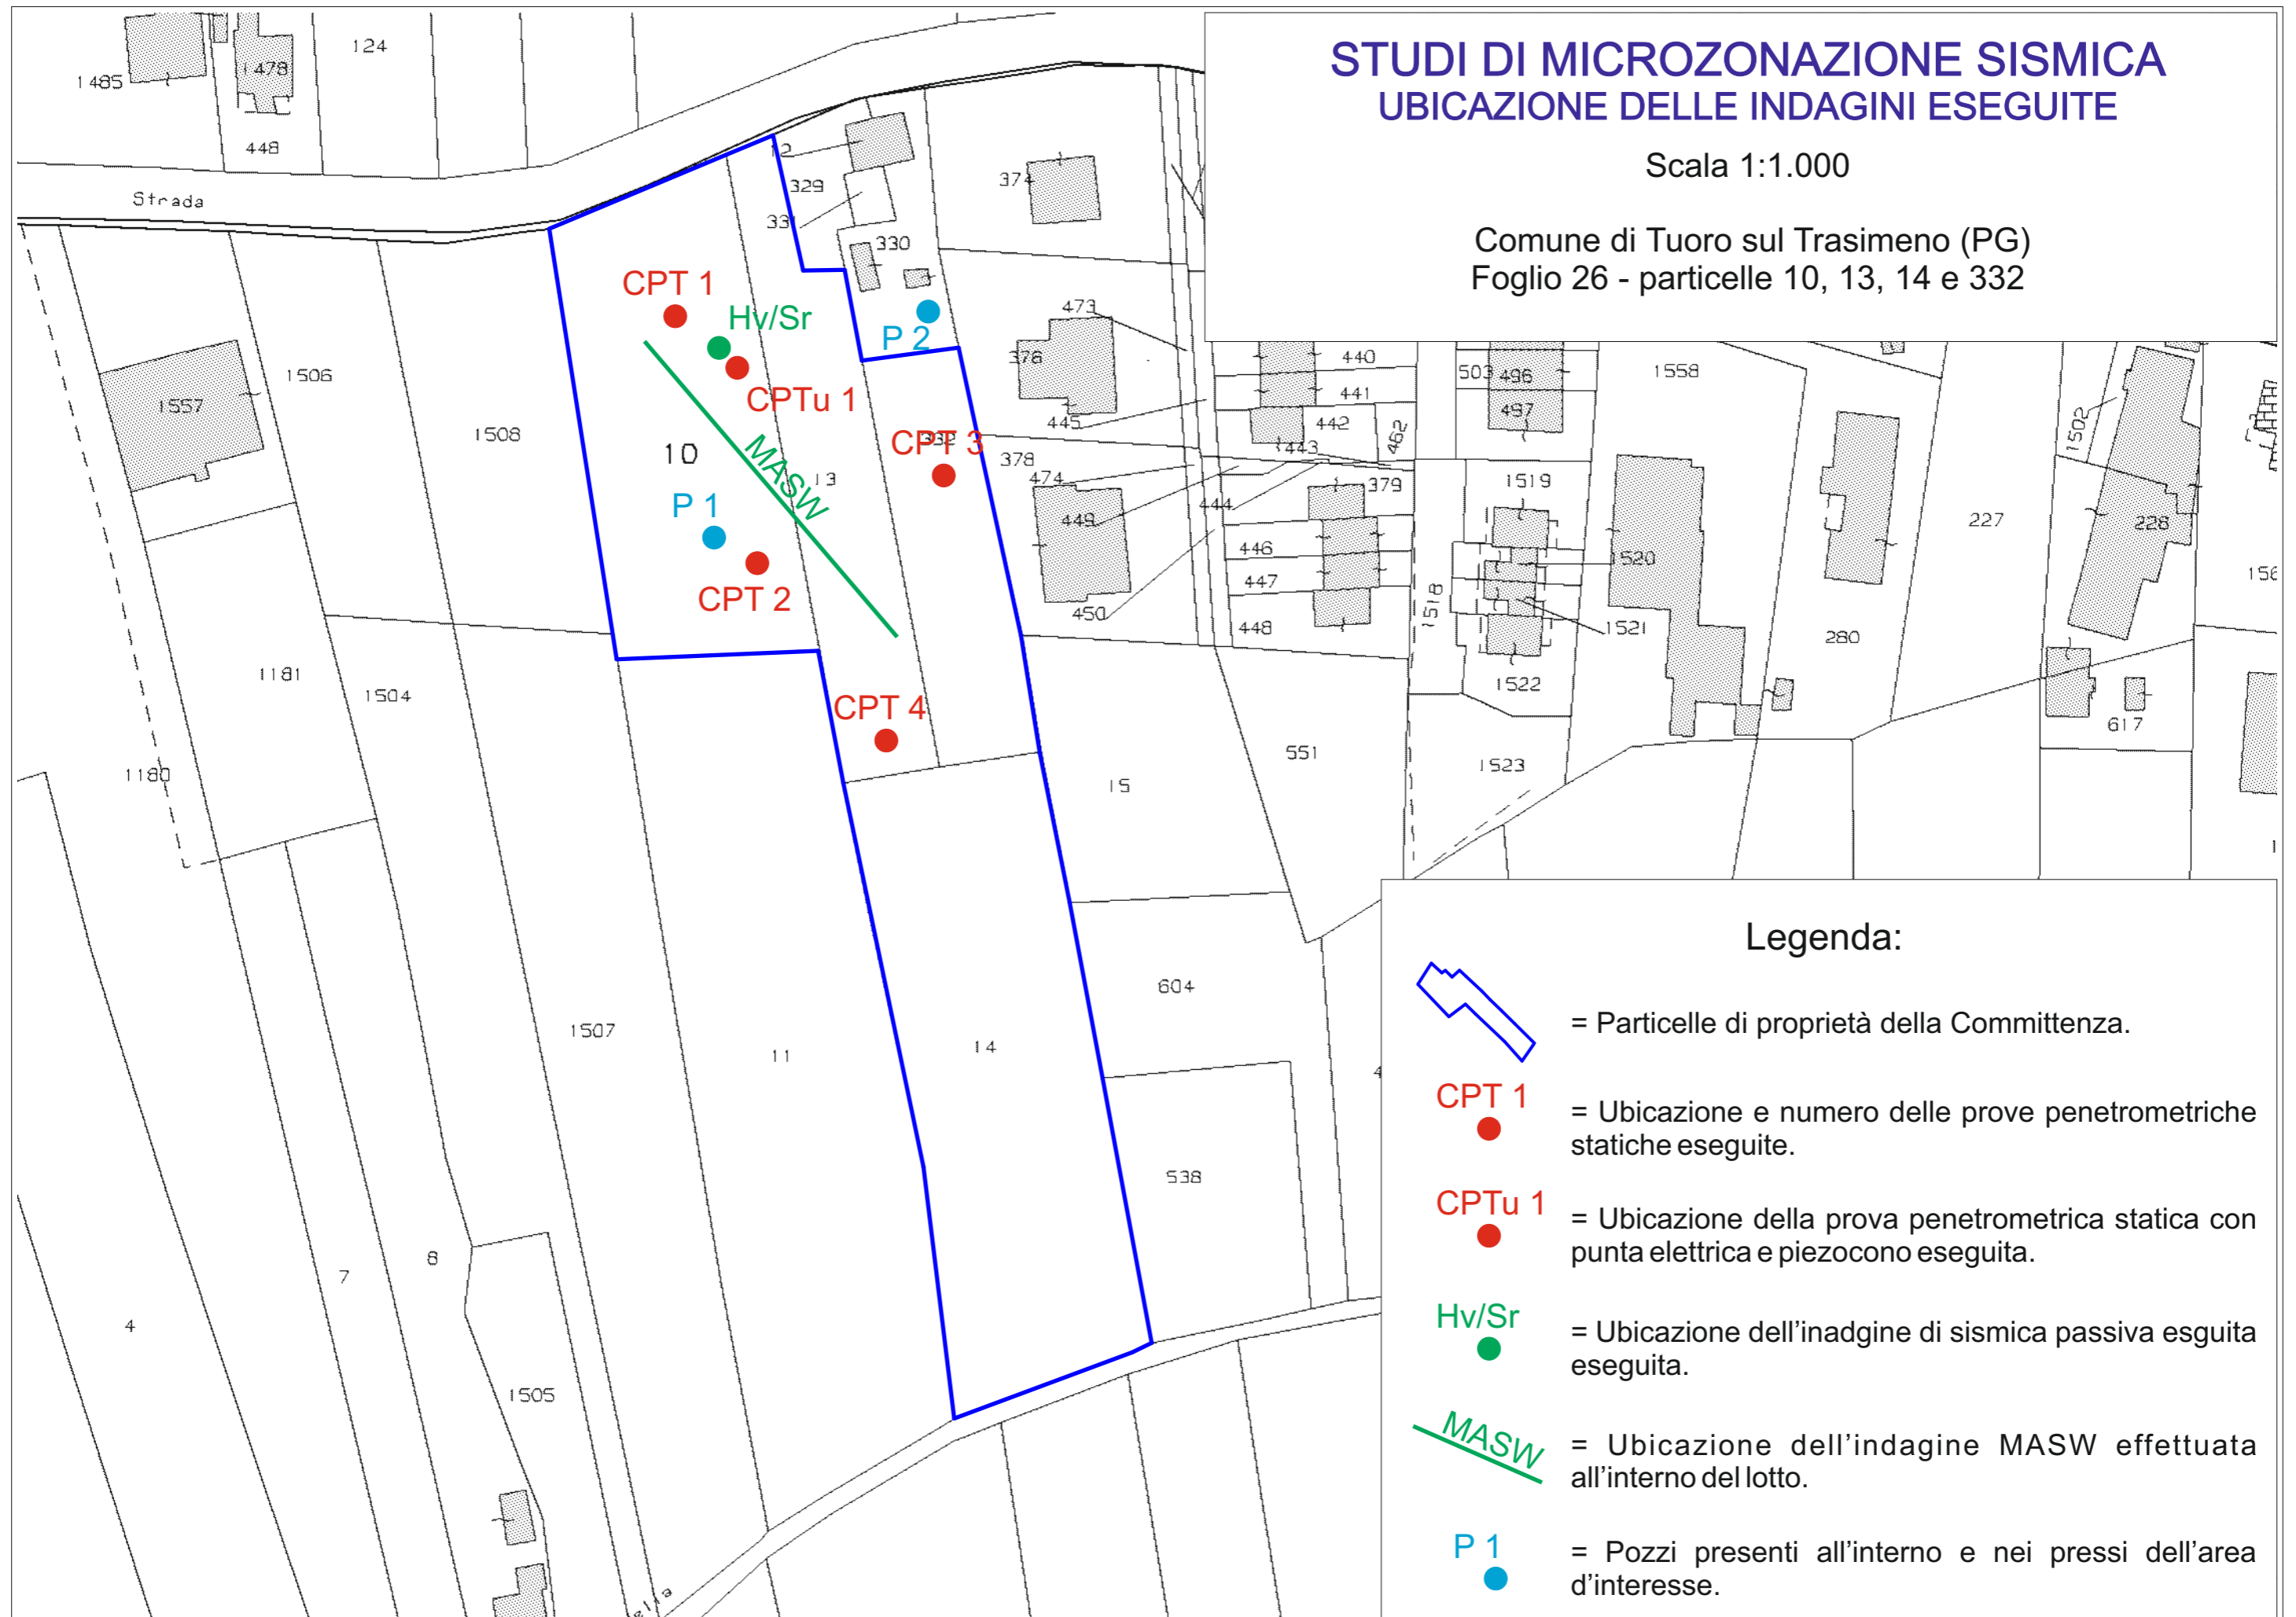 STUDI DI MICROZONAZIONE SISMICA
UBICAZIONE DELLE INDAGINI ESEGUITE
Scala 1:1.000
Comune di Tuoro sul Trasimeno (PG)
Foglio 26 - particelle 10, 13, 14 e 332
124
1485
1478
448
Strada
12
329
331
330
374
CPT 1
Hv/Sr
CPTu 1
P 2
473
376
445
440
441
442
443
462
503
496
497
1558
1502
1557
1506
1508
10
MASW
13
CPT 3
332
378
474
449
444
379
1519
227
228
P 1
CPT 2
446
447
448
450
1518
1520
1521
1522
280
156
617
1181
1504
1180
CPT 4
15
551
1523
1507
11
14
604
538
4
7
8
4
1505
Legenda:
= Particelle di proprietà della Committenza.
CPT 1
= Ubicazione e numero delle prove penetrometriche
statiche eseguite.
CPTu 1
= Ubicazione della prova penetrometrica statica con
punta elettrica e piezocono eseguita.
Hv/Sr
= Ubicazione dell'inadgine di sismica passiva esguita
eseguita.
MASW
= Ubicazione dell'indagine MASW effettuata
all'interno del lotto.
P 1
= Pozzi presenti all'interno e nei pressi dell'area
d'interesse.